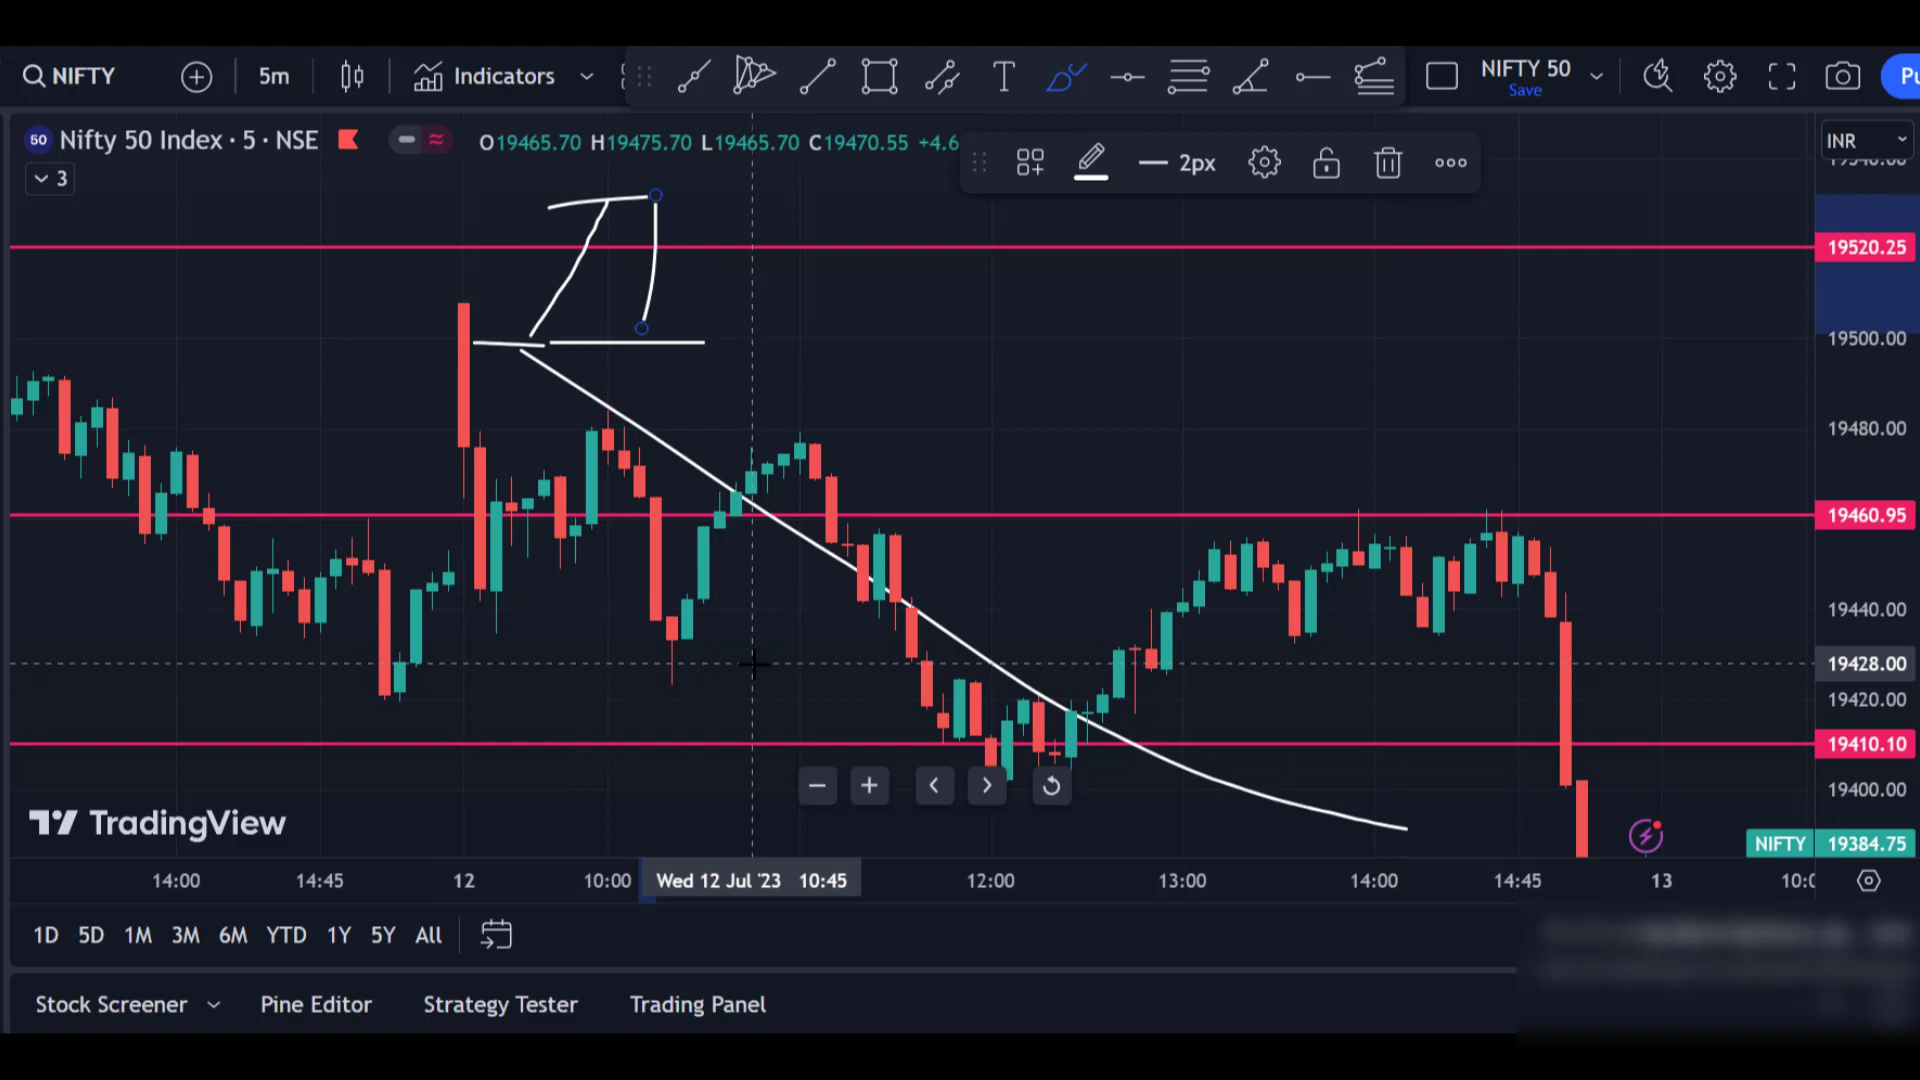 NIFTY 5m Indicators NIFTY 50 Pu
Save
50 Nifty 50 Index · 5 · NSE O19465.70 H19475.70 L19465.70 C19470.55 +4.6 INR
2px
3
19520.25
19500.00
19480.00
19460.95
19440.00
19428.00
19420.00
19410.10
19400.00
TradingView NIFTY 19384.75
14:00 14:45 12 10:00 Wed 12 Jul '23 10:45 12:00 13:00 14:00 14:45 13
1D 5D 1M 3M 6M YTD 1Y 5Y All
Stock Screener Pine Editor Strategy Tester Trading Panel